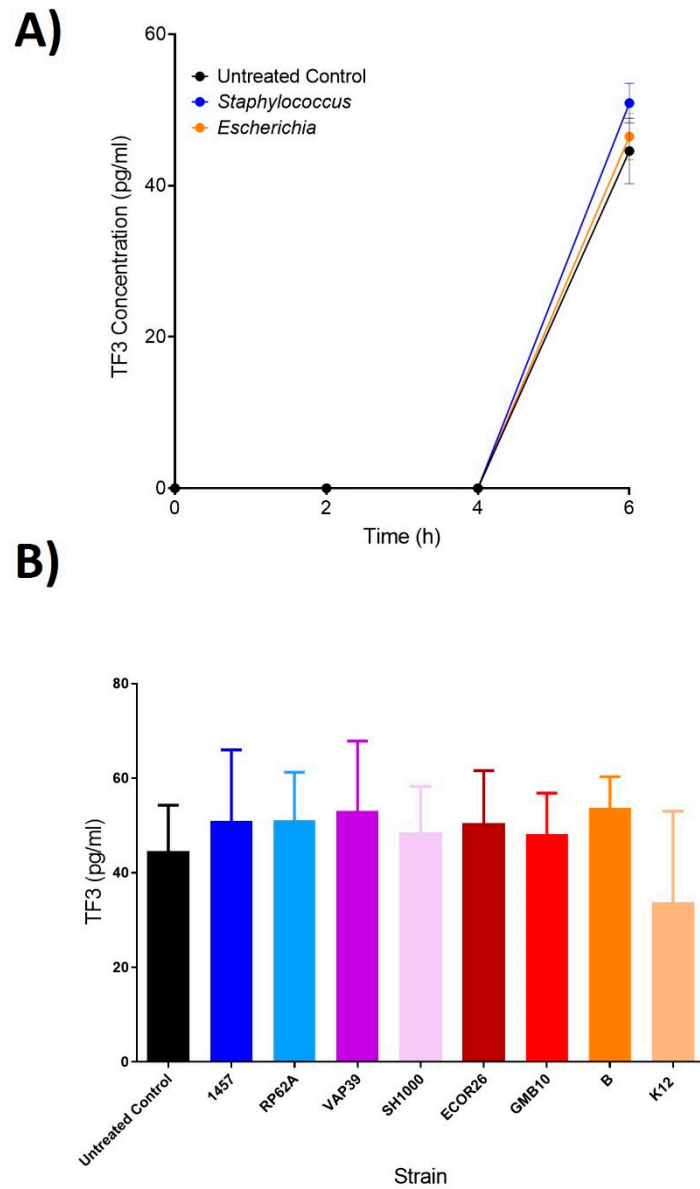 A)
60
Untreated Control
Staphylococcus
Escherichia
40
20
0
TF3 Concentration (pg/ml)
0 2 4 6
Time (h)
B)
80
60
40
20
0
TF3 (pg/ml)
Untreated Control 1457 RP62A VAP39 SH1000 ECOR26 GMB10 B K12
Strain